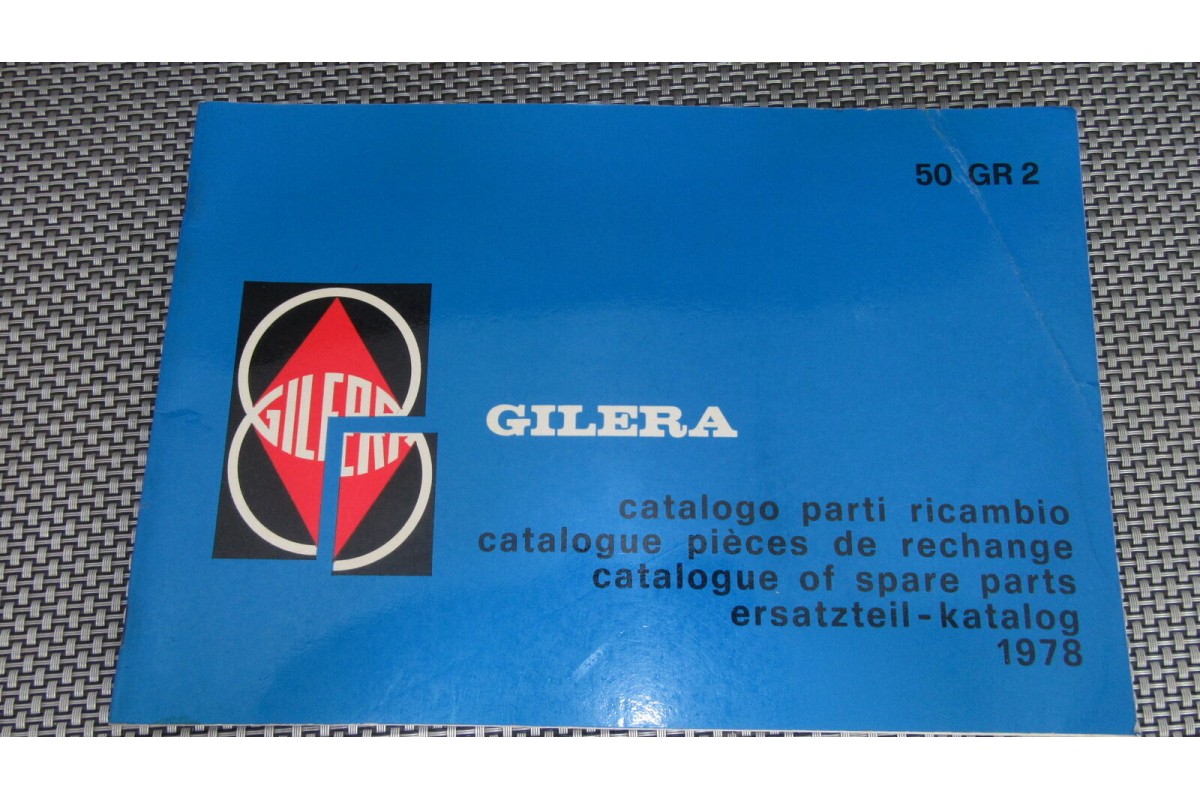 50 GR 2
GILERA
GILERA
catalogo parti ricambio
catalogue pièces de rechange
catalogue of spare parts
ersatzteil-katalog
1978